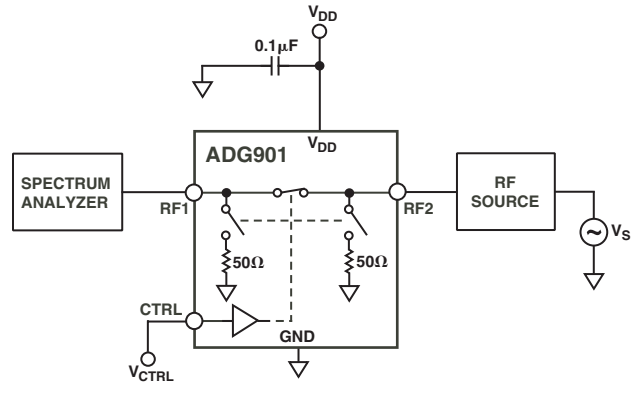 VDD
0.1µF
VDD
ADG901
SPECTRUM
ANALYZER
RF1
RF2
RF
SOURCE
VS
50Ω
50Ω
CTRL
GND
VCTRL